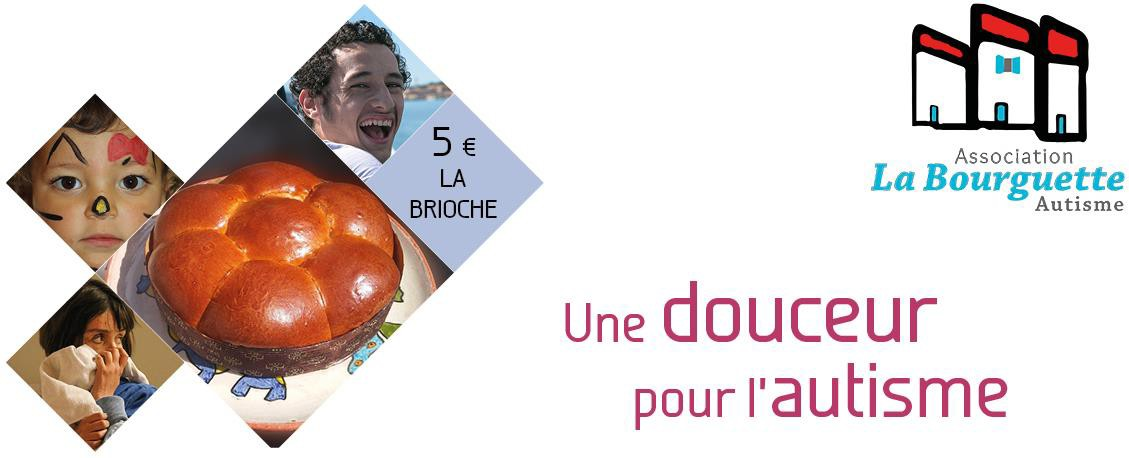 5 €
LA
BRIOCHE
Association
La Bourguette
Autisme
Une douceur
pour l'autisme